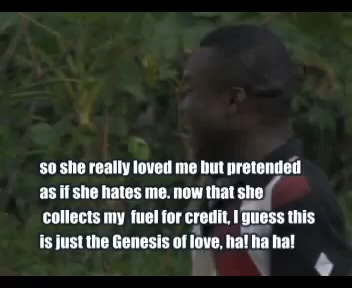 so she really loved me but pretended
as if she hates me. now that she
collects my fuel for credit, I guess this
is just the Genesis of love, ha! ha ha!